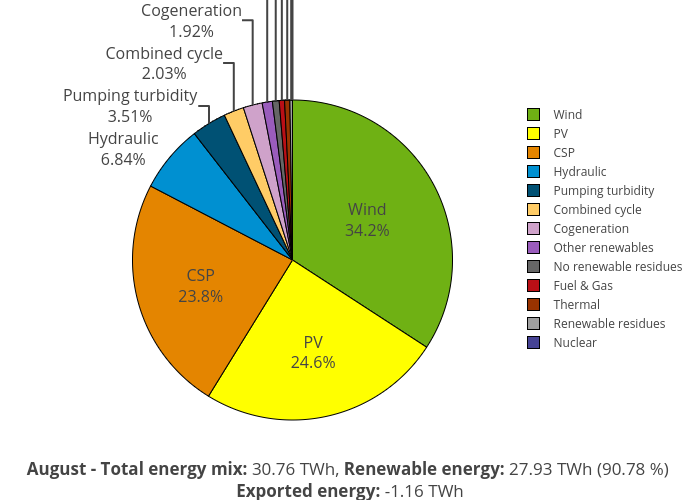 Cogeneration
1.92%
Combined cycle
2.03%
Pumping turbidity
3.51%
Hydraulic
6.84%
Wind
34.2%
CSP
23.8%
PV
24.6%
Wind
PV
CSP
Hydraulic
Pumping turbidity
Combined cycle
Cogeneration
Other renewables
No renewable residues
Fuel & Gas
Thermal
Renewable residues
Nuclear
August - Total energy mix: 30.76 TWh, Renewable energy: 27.93 TWh (90.78 %)
Exported energy: -1.16 TWh